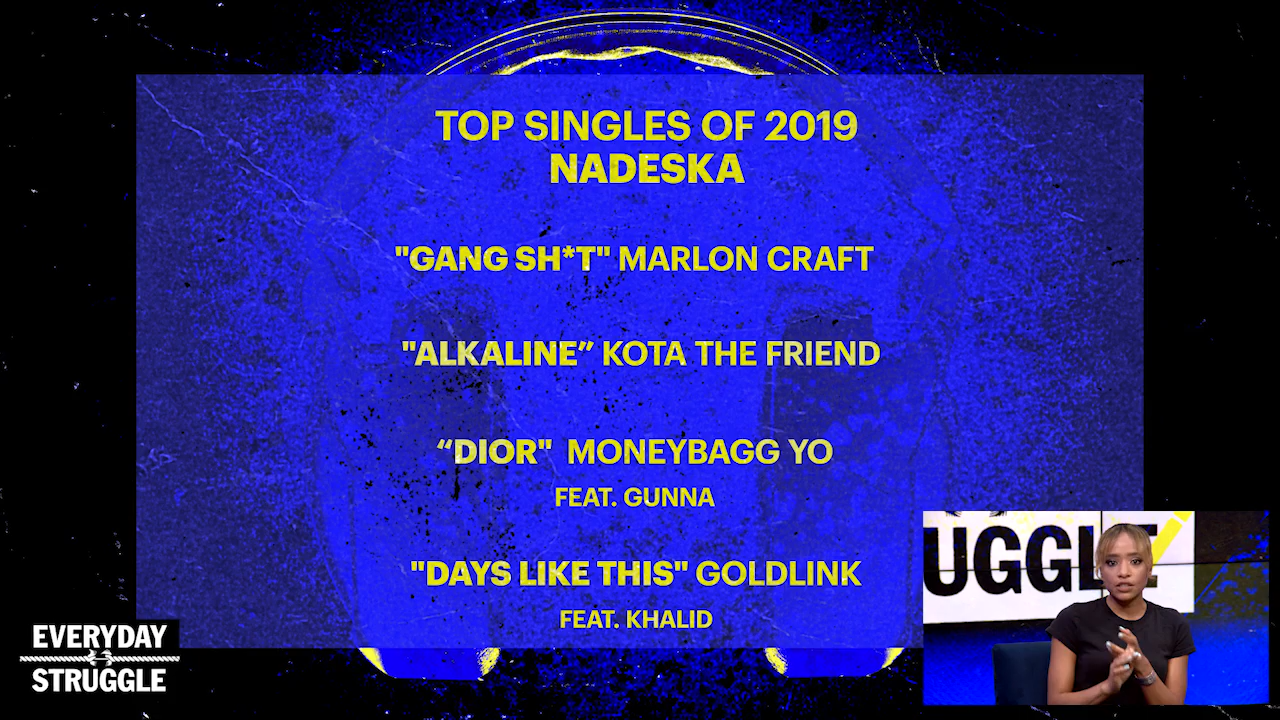 TOP SINGLES OF 2019
NADESKA
"GANG SH*T" MARLON CRAFT
"ALKALINE” KOTA THE FRIEND
“DIOR" MONEYBAGG YO
FEAT. GUNNA
"DAYS LIKE THIS" GOLDLINK
FEAT. KHALID
UGGLE
EVERYDAY
STRUGGLE